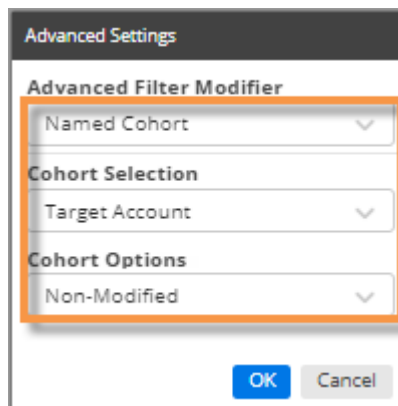 Advanced Settings
Advanced Filter Modifier
Named Cohort
Cohort Selection
Target Account
Cohort Options
Non-Modified
OK Cancel